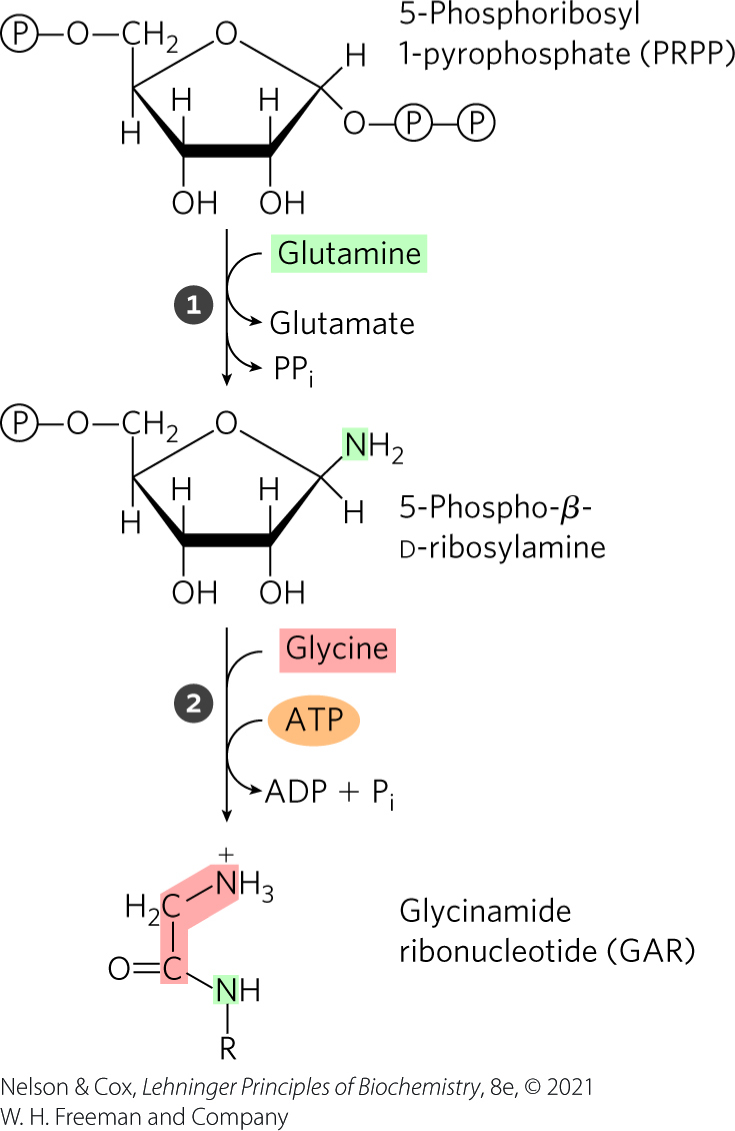 5-Phosphoribosyl
1-pyrophosphate (PRPP)
P–O–CH₂ O H
H H H O–P–P
OH OH
Glutamine
1
Glutamate
PPᵢ
P–O–CH₂ O NH₂
H H H H
OH OH
5-Phospho-β-
D-ribosylamine
Glycine
2
ATP
ADP + Pᵢ
+
NH₃
H₂C
O=C
NH
R
Glycinamide
ribonucleotide (GAR)
Nelson & Cox, Lehninger Principles of Biochemistry, 8e, © 2021
W. H. Freeman and Company